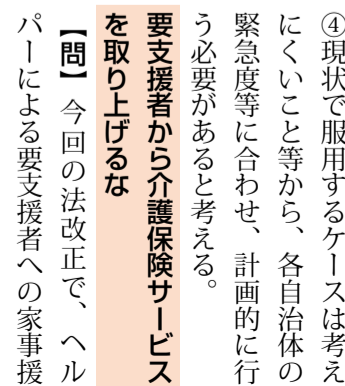 ④現状で服用するケースは考え
にくいこと等から、各自治体の
緊急度等に合わせ、計画的に行
う必要があると考える。
要支援者から介護保険サービス
を取り上げるな
【問】 今回の法改正で、ヘル
パーによる要支援者への家事援